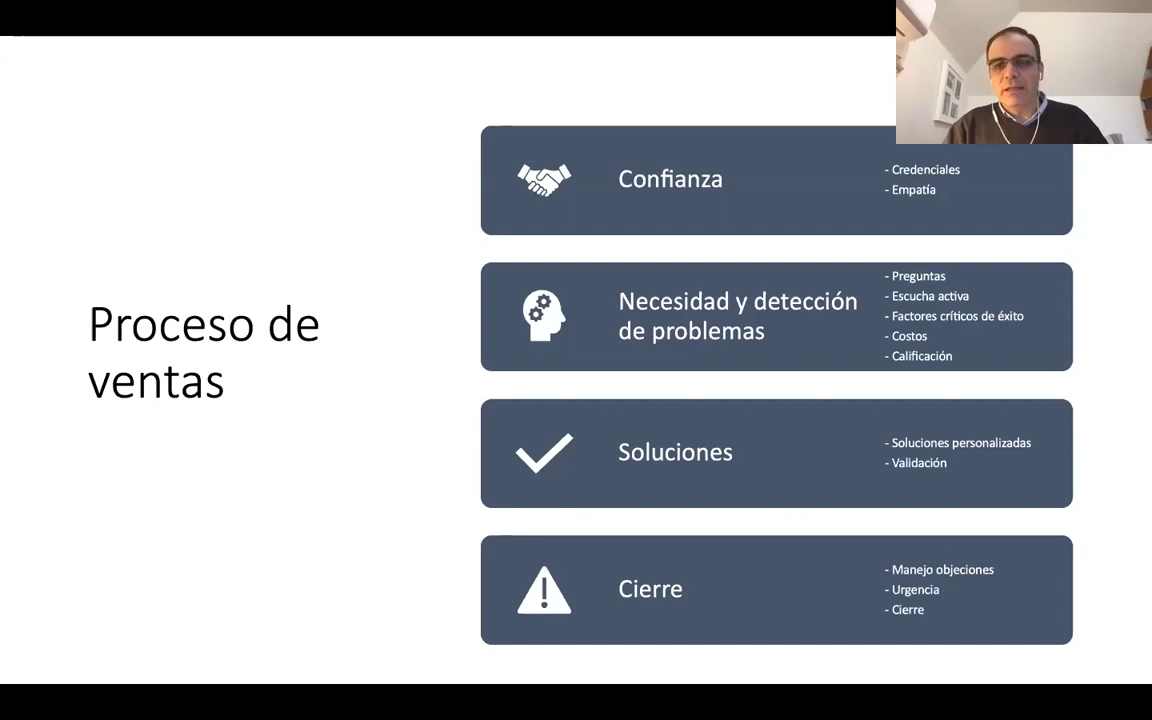 Proceso de
ventas
Confianza
- Credenciales
- Empatía
Necesidad y detección
de problemas
- Preguntas
- Escucha activa
- Factores críticos de éxito
- Costos
- Calificación
Soluciones
- Soluciones personalizadas
- Validación
Cierre
- Manejo objeciones
- Urgencia
- Cierre